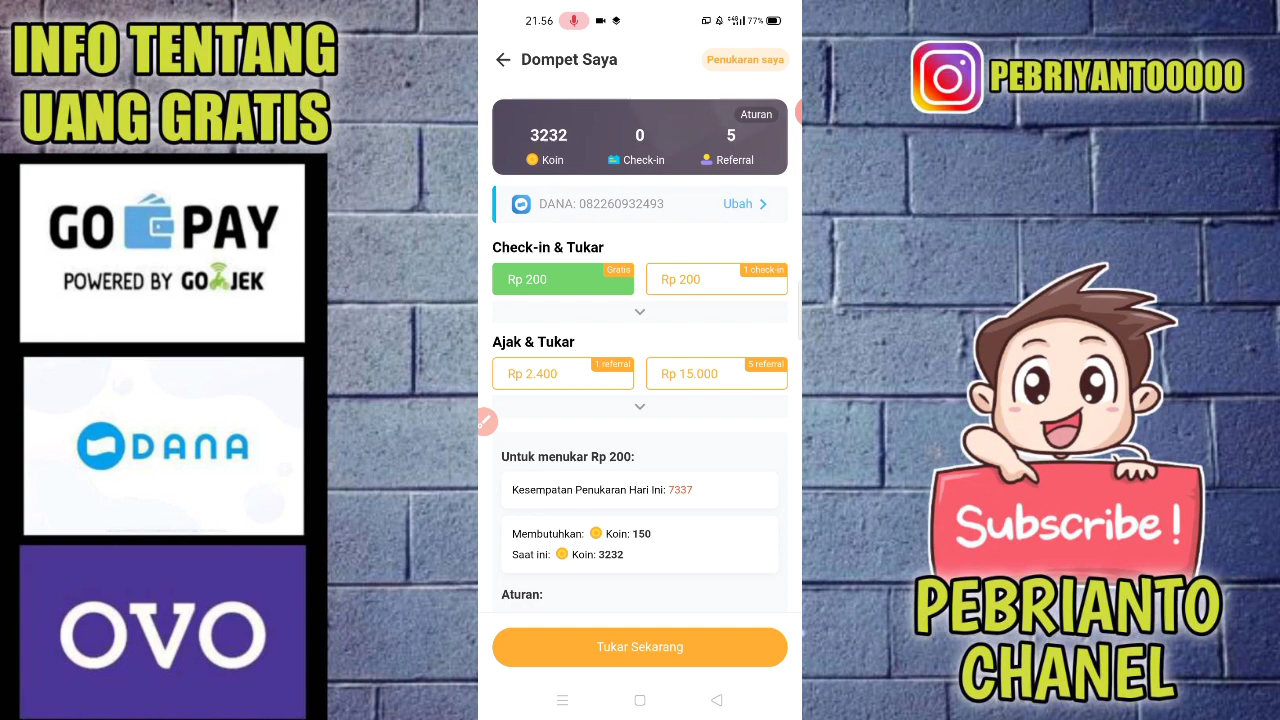 INFO TENTANG
UANG GRATIS
GO PAY
POWERED BY GOJEK
DANA
OVO
21.56
77%
Dompet Saya
Penukaran saya
Aturan
3232
0
5
Koin
Check-in
Referral
DANA: 082260932493
Ubah
Check-in & Tukar
Rp 200
Gratis
Rp 200
1 check-in
Ajak & Tukar
Rp 2.400
1 referral
Rp 15.000
5 referral
Untuk menukar Rp 200:
Kesempatan Penukaran Hari Ini: 7337
Membutuhkan: Koin: 150
Saat ini: Koin: 3232
Aturan:
Tukar Sekarang
PEBRIYANTOOOOO
Subscribe!
PEBRIANTO
CHANEL